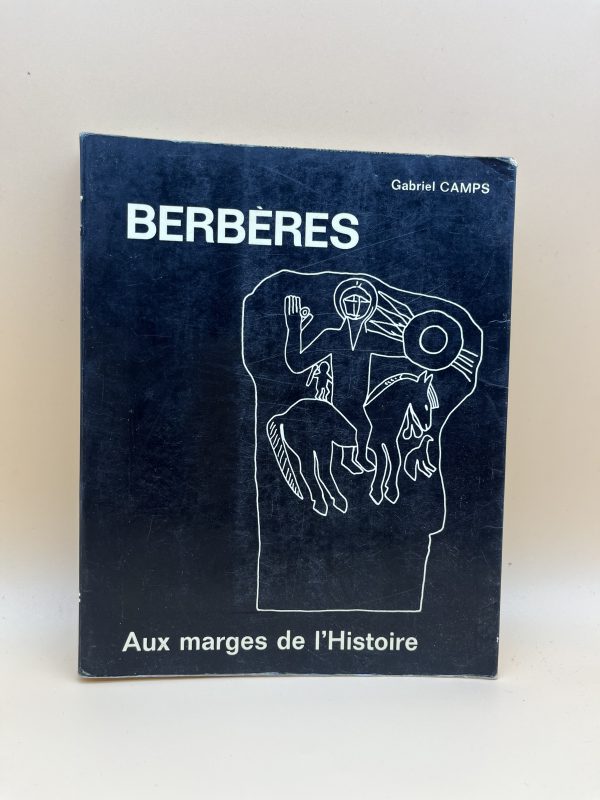 Gabriel CAMPS
BERBÈRES
Aux marges de l'Histoire